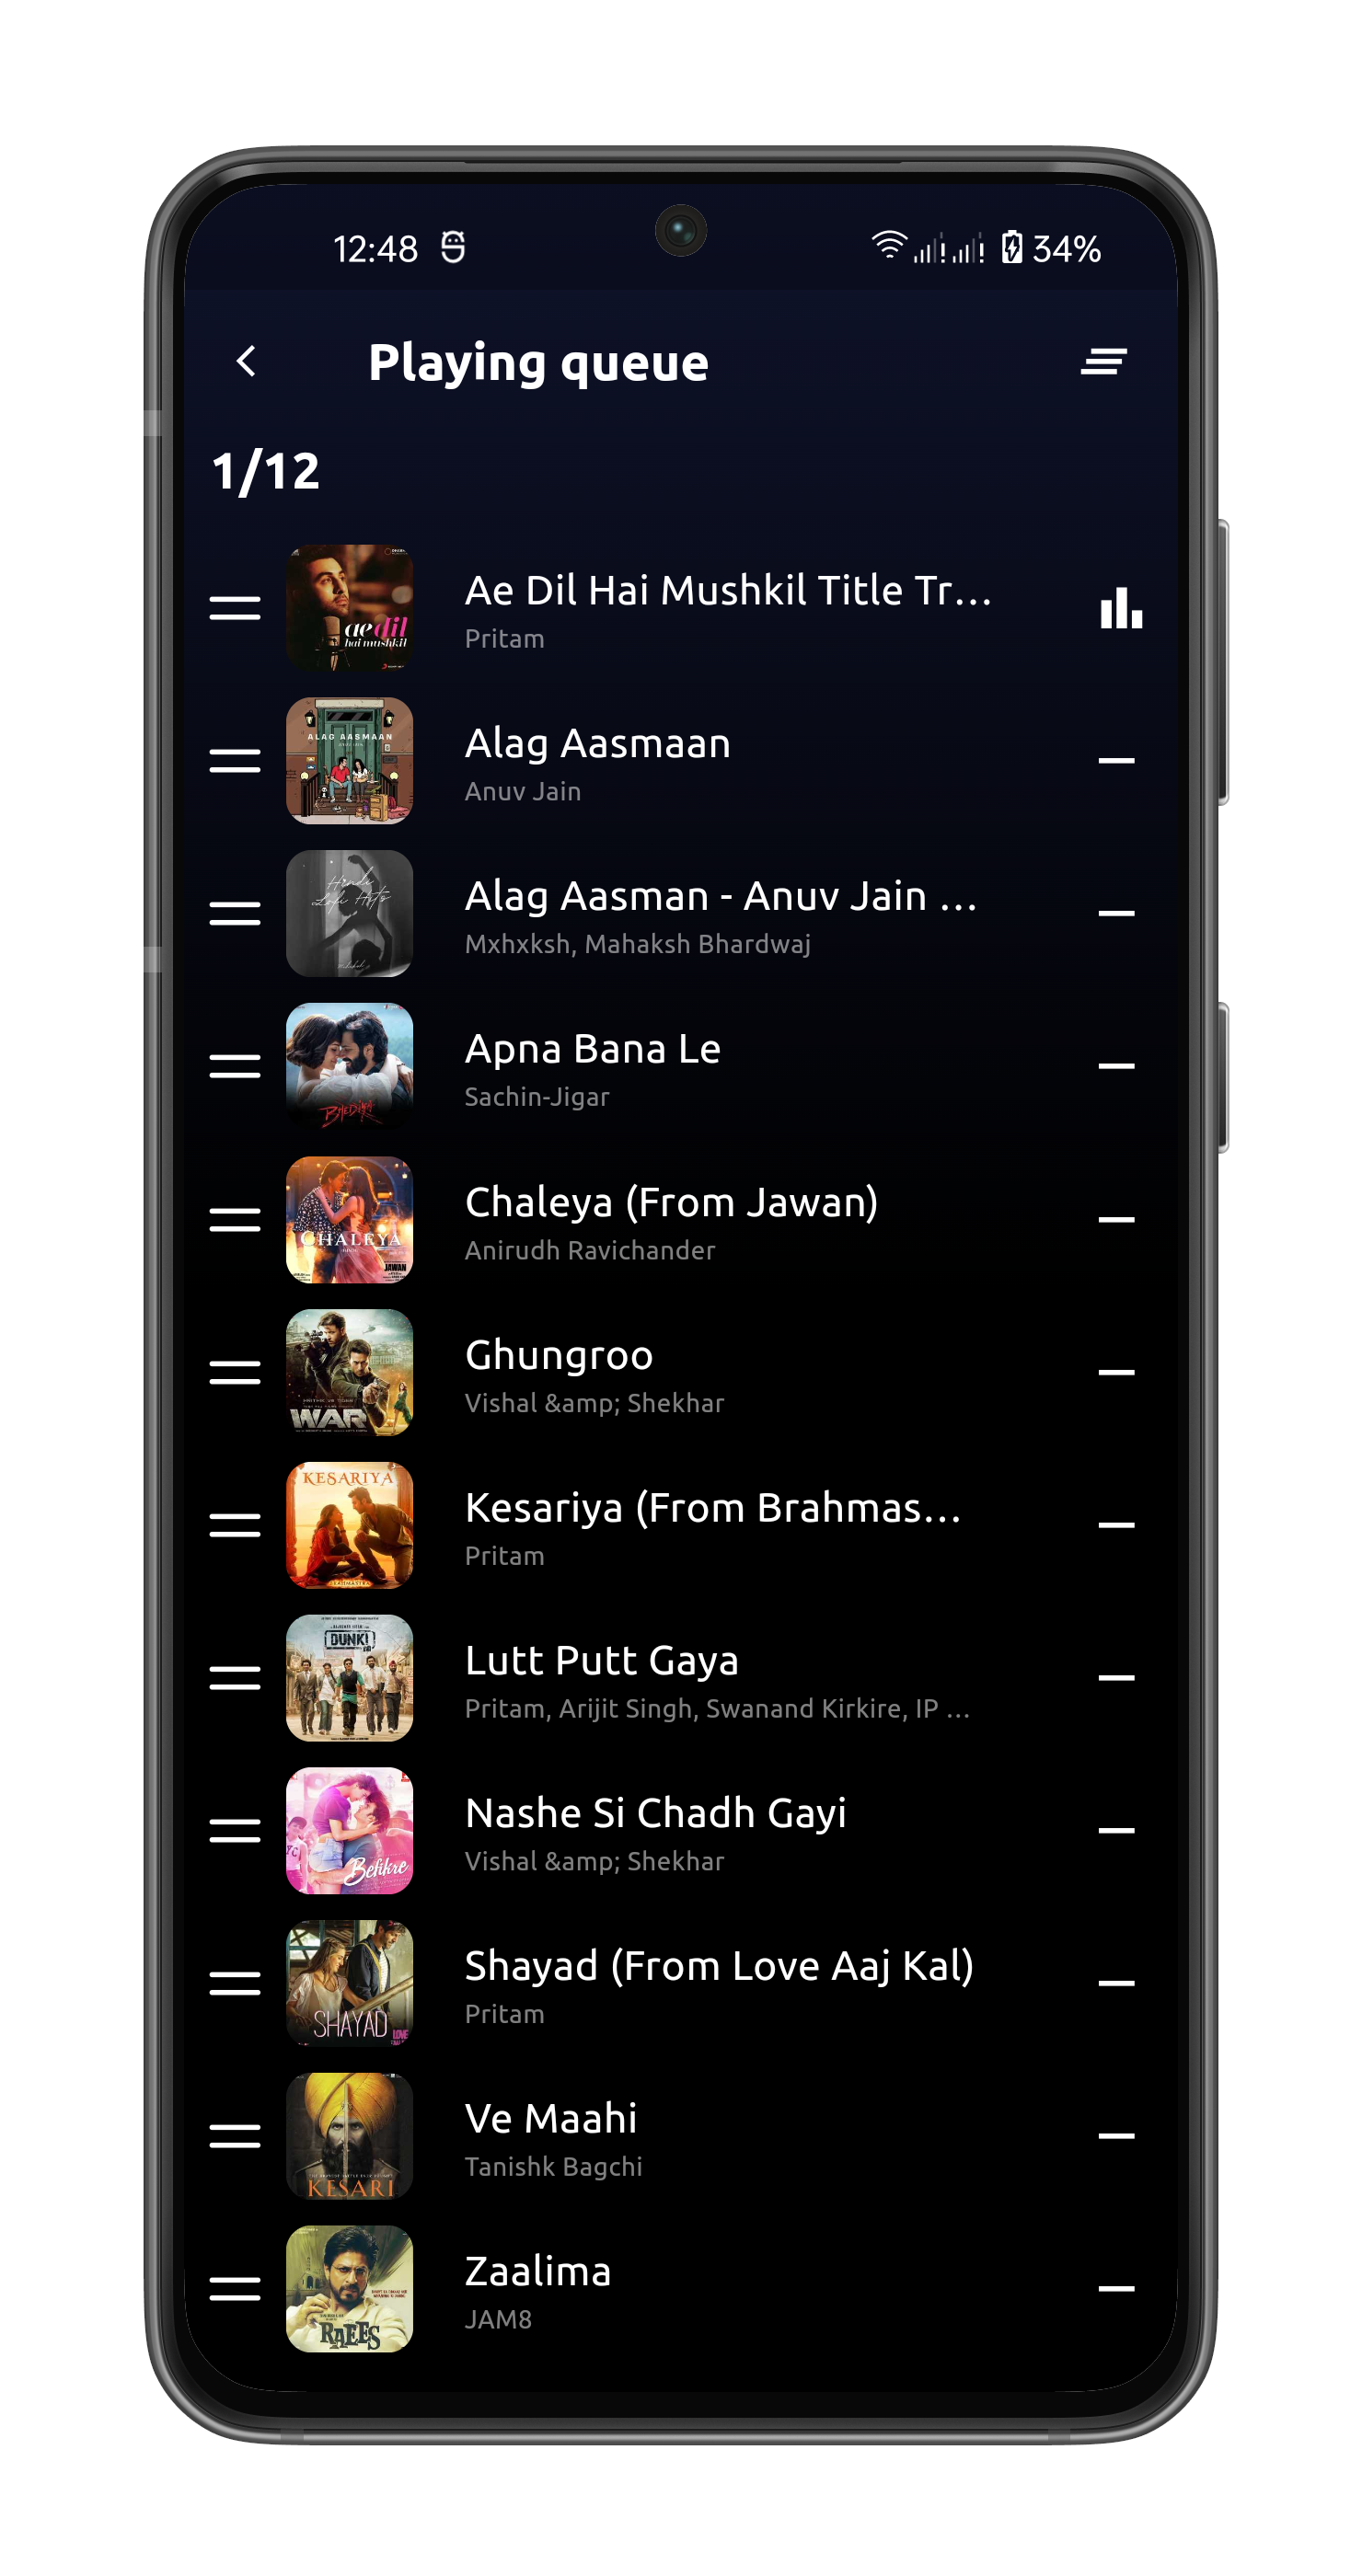 12:48
34%
Playing queue
1/12
ae dil
hai mushkil
Ae Dil Hai Mushkil Title Tr...
Pritam
ALAG AASMAAN
Alag Aasmaan
Anuv Jain
Hindi
Lofi Hits
Alag Aasman - Anuv Jain ...
Mxhxksh, Mahaksh Bhardwaj
BHEDIYA
Apna Bana Le
Sachin-Jigar
CHALEYA
JAWAN
Chaleya (From Jawan)
Anirudh Ravichander
WAR
Ghungroo
Vishal &amp; Shekhar
KESARIYA
Kesariya (From Brahmas...
Pritam
DUNKI
Lutt Putt Gaya
Pritam, Arijit Singh, Swanand Kirkire, IP ...
Befikre
Nashe Si Chadh Gayi
Vishal &amp; Shekhar
SHAYAD
LOVE
Shayad (From Love Aaj Kal)
Pritam
KESARI
Ve Maahi
Tanishk Bagchi
RAEES
Zaalima
JAM8